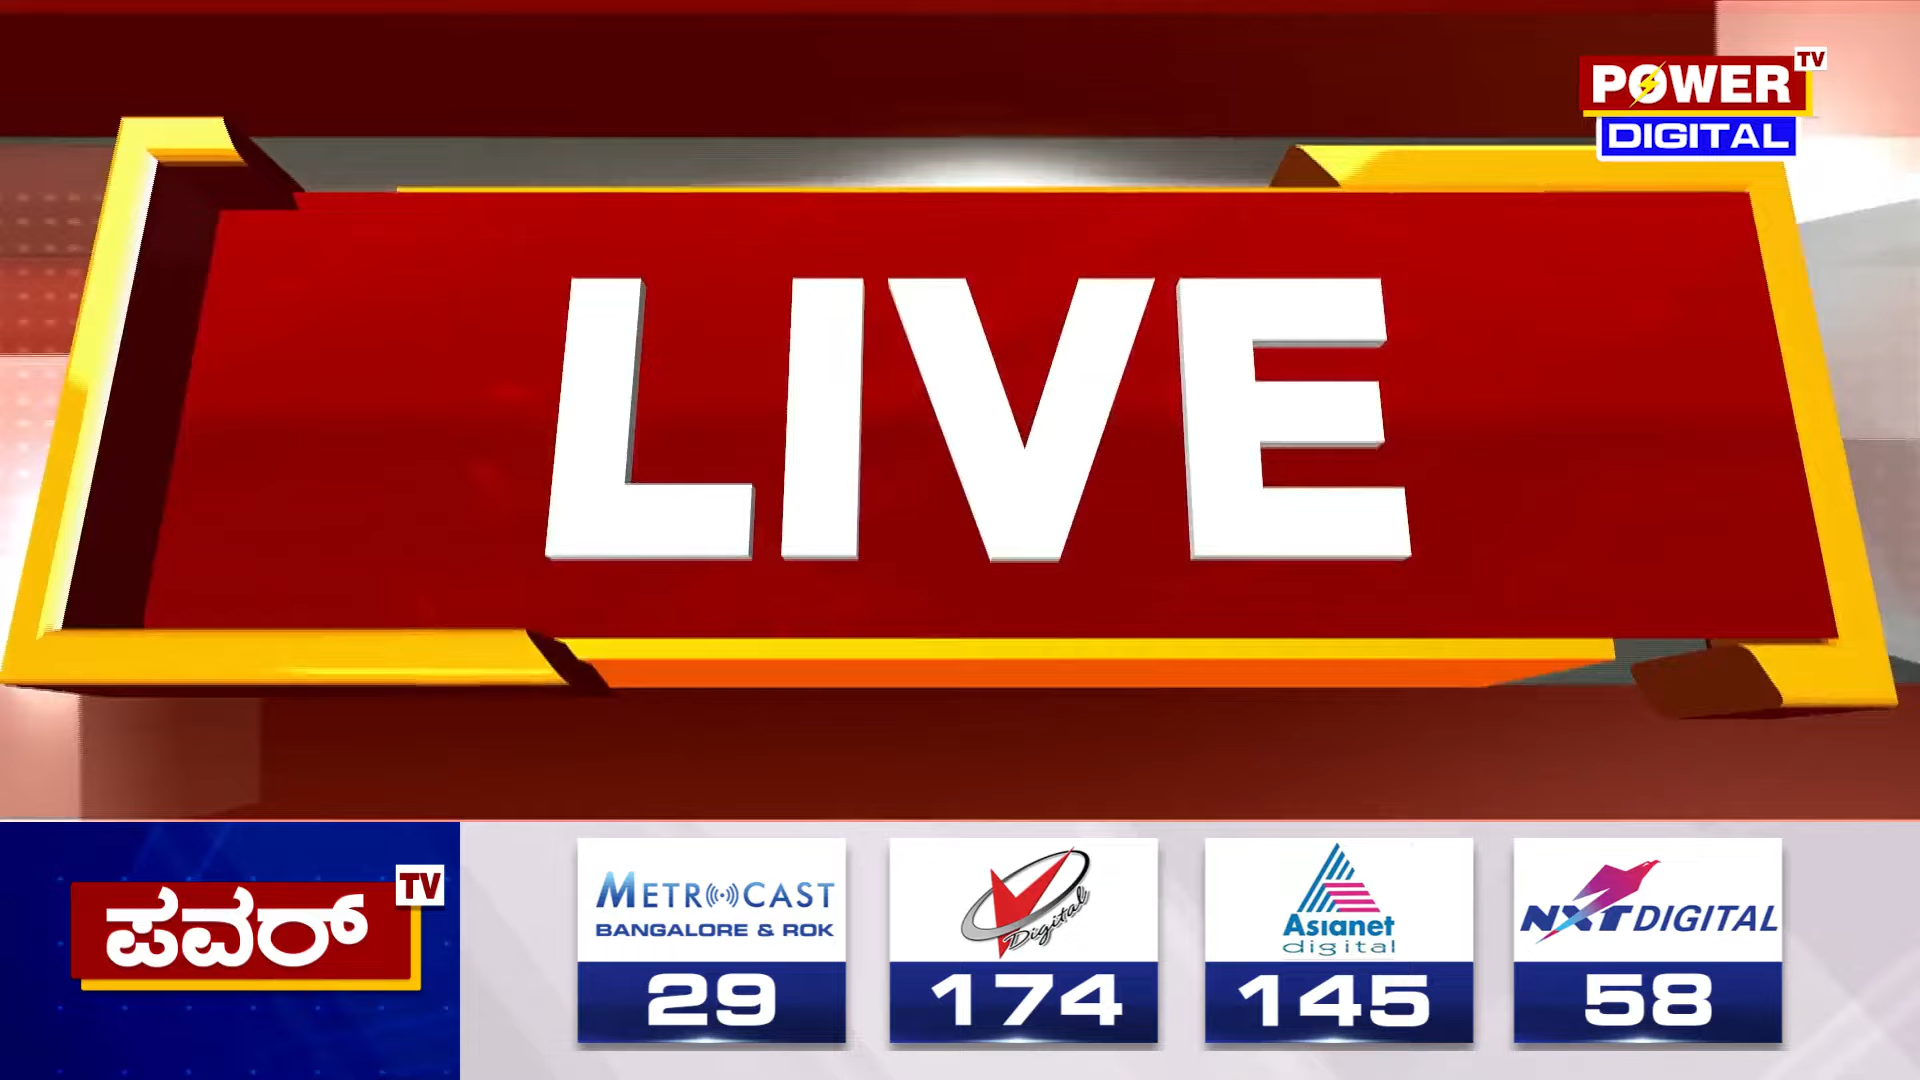 POWER TV
DIGITAL
LIVE
ಪವರ್ TV
METROCAST
BANGALORE & ROK
29
Digital
174
Asianet
digital
145
NXTDIGITAL
58